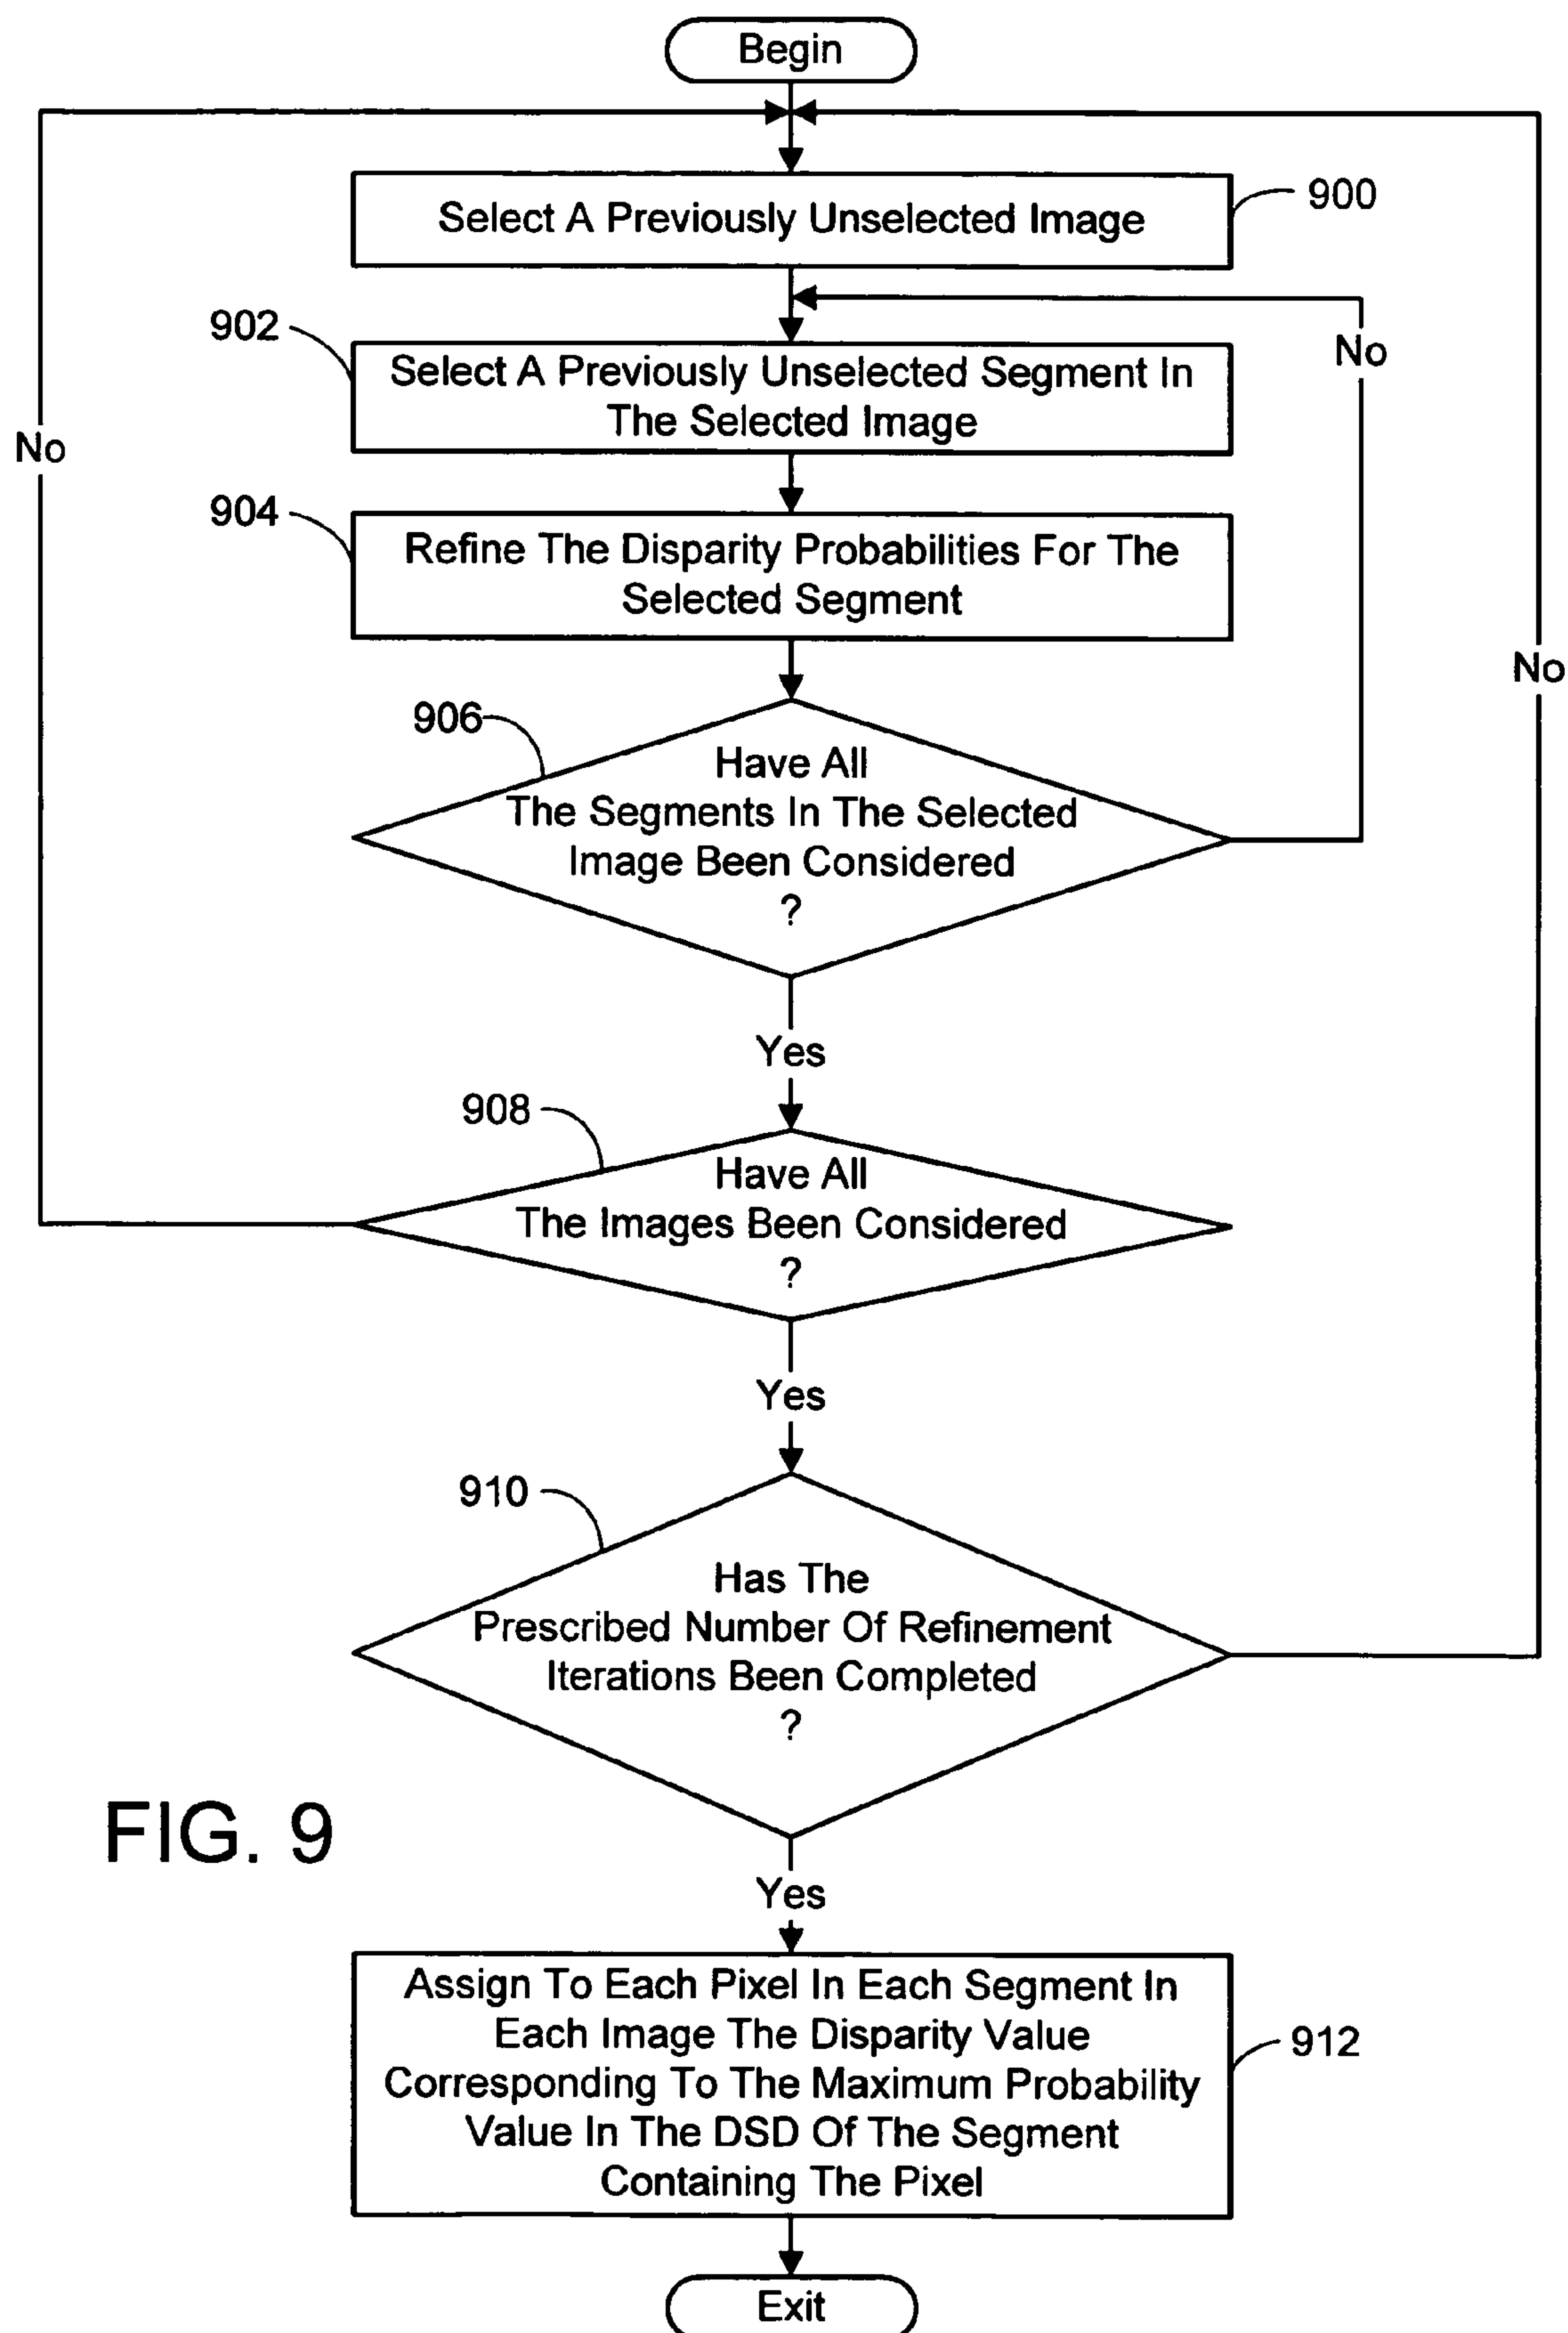 Begin
Select A Previously Unselected Image
900
902
Select A Previously Unselected Segment In
The Selected Image
No
No
904
Refine The Disparity Probabilities For The
Selected Segment
No
906
Have All
The Segments In The Selected
Image Been Considered
?
Yes
908
Have All
The Images Been Considered
?
Yes
910
Has The
Prescribed Number Of Refinement
Iterations Been Completed
?
FIG. 9
Yes
Assign To Each Pixel In Each Segment In
Each Image The Disparity Value
Corresponding To The Maximum Probability
Value In The DSD Of The Segment
Containing The Pixel
912
Exit